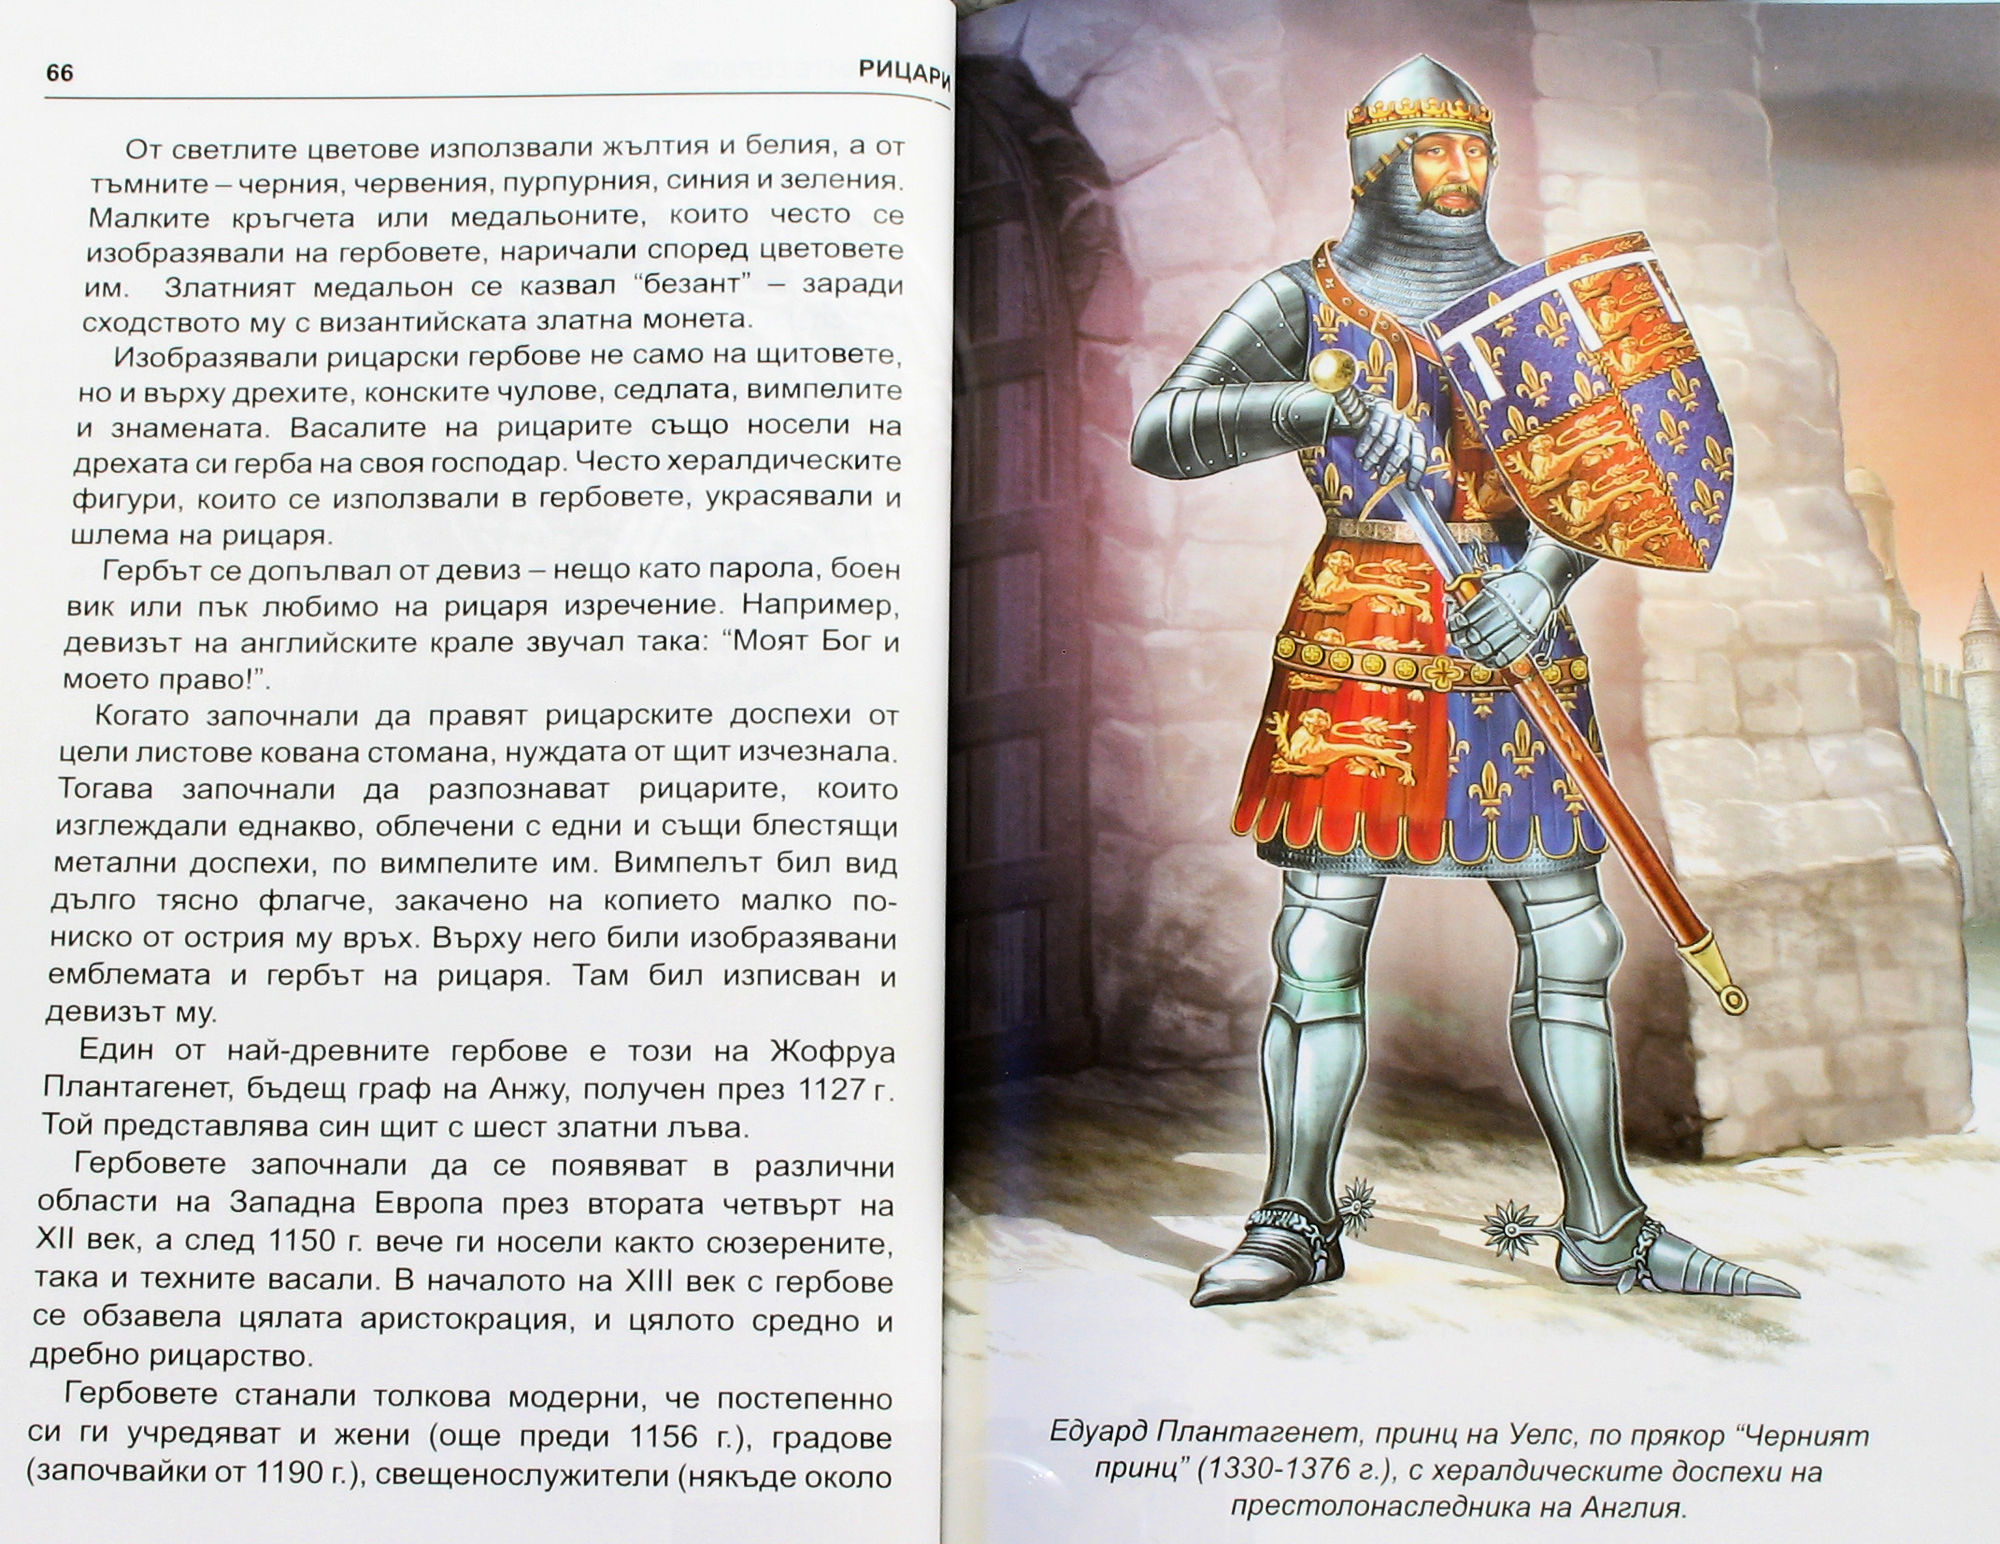 66
РИЦАРИ
От светлите цветове използвали жълтия и белия, а от
тъмните – черния, червения, пурпурния, синия и зеления.
Малките кръгчета или медальоните, които често се
изобразявали на гербовете, наричали според цветовете
им. Златният медальон се казвал “безант” – заради
сходството му с византийската златна монета.
Изобразявали рицарски гербове не само на щитовете,
но и върху дрехите, конските чулове, седлата, вимпелите
и знамената. Васалите на рицарите също носели на
дрехата си герба на своя господар. Често хералдическите
фигури, които се използвали в гербовете, украсявали и
шлема на рицаря.
Гербът се допълвал от девиз – нещо като парола, боен
вик или пък любимо на рицаря изречение. Например,
девизът на английските крале звучал така: “Моят Бог и
моето право!”.
Когато започнали да правят рицарските доспехи от
цели листове кована стомана, нуждата от щит изчезнала.
Тогава започнали да разпознават рицарите, които
изглеждали еднакво, облечени с едни и същи блестящи
метални доспехи, по вимпелите им. Вимпелът бил вид
дълго тясно флагче, закачено на копието малко по-
ниско от острия му връх. Върху него били изобразявани
емблемата и гербът на рицаря. Там бил изписван и
девизът му.
Един от най-древните гербове е този на Жофруа
Плантагенет, бъдещ граф на Анжу, получен през 1127 г.
Той представлява син щит с шест златни лъва.
Гербовете започнали да се появяват в различни
области на Западна Европа през втората четвърт на
XII век, а след 1150 г. вече ги носели както сюзерените,
така и техните васали. В началото на XIII век с гербове
се обзавела цялата аристокрация, и цялото средно и
дребно рицарство.
Гербовете станали толкова модерни, че постепенно
си ги учредяват и жени (още преди 1156 г.), градове
(започвайки от 1190 г.), свещенослужители (някъде около
Едуард Плантагенет, принц на Уелс, по прякор “Черният
принц” (1330-1376 г.), с хералдическите доспехи на
престолонаследника на Англия.